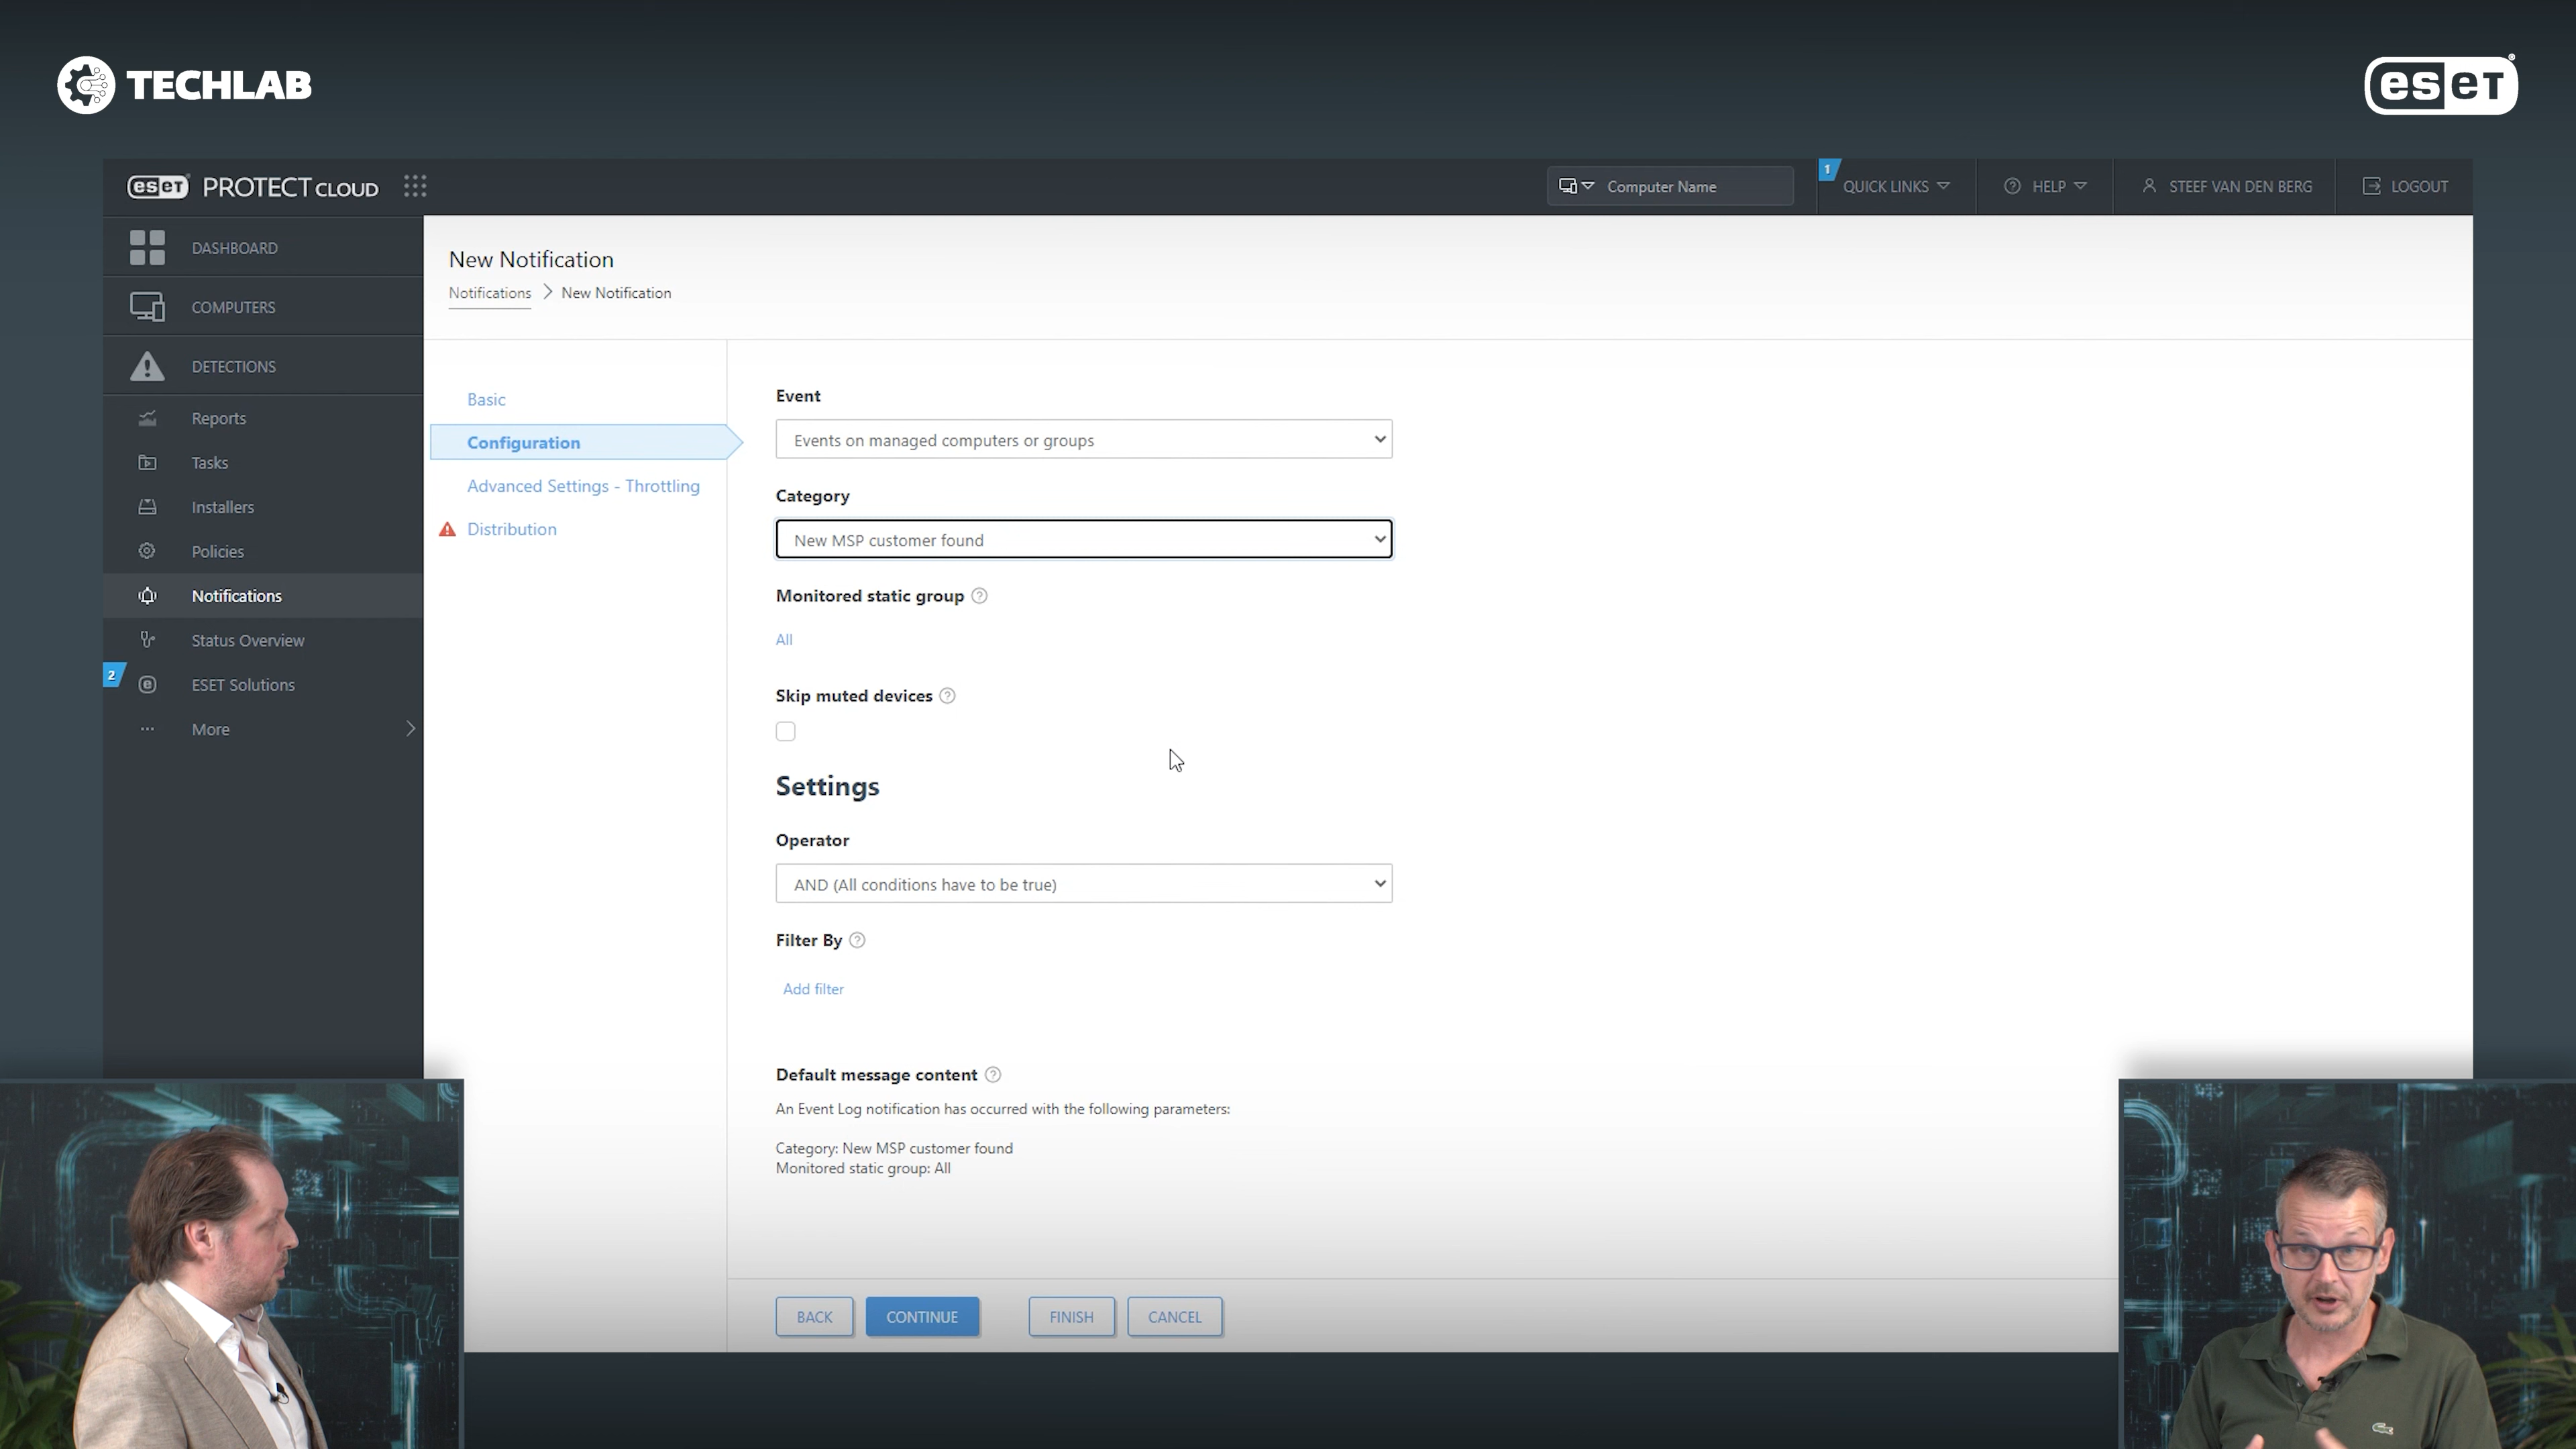 TECHLAB
eseT
eseT PROTECT CLOUD
Computer Name
1
QUICK LINKS
HELP
STEEF VAN DEN BERG
LOGOUT
DASHBOARD
COMPUTERS
DETECTIONS
Reports
Tasks
Installers
Policies
Notifications
Status Overview
2
ESET Solutions
More
New Notification
Notifications
New Notification
Basic
Configuration
Advanced Settings - Throttling
Distribution
Event
Events on managed computers or groups
Category
New MSP customer found
Monitored static group
All
Skip muted devices
Settings
Operator
AND (All conditions have to be true)
Filter By
Add filter
Default message content
An Event Log notification has occurred with the following parameters:
Category: New MSP customer found
Monitored static group: All
BACK
CONTINUE
FINISH
CANCEL